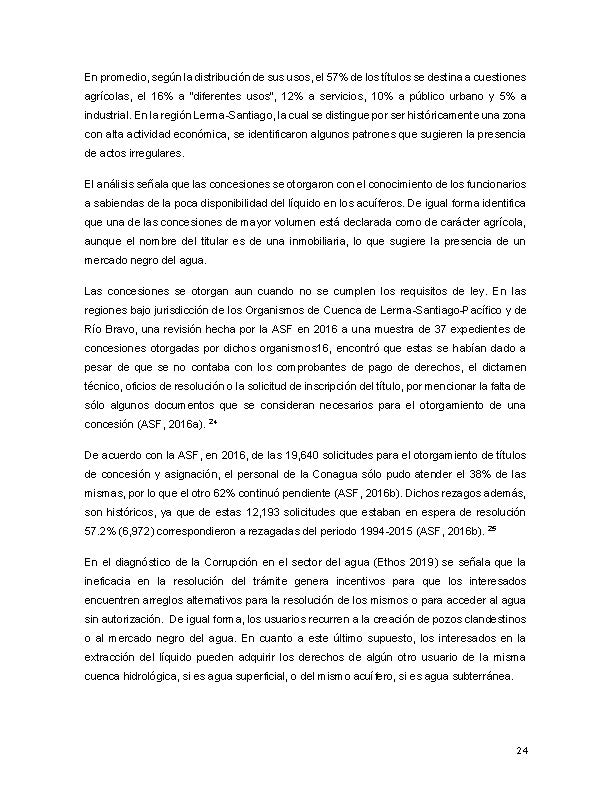 En promedio, según la distribución de sus usos, el 57% de los títulos se destina a cuestiones
agrícolas, el 16% a "diferentes usos", 12% a servicios, 10% a público urbano y 5% a
industrial. En la región Lerma-Santiago, la cual se distingue por ser históricamente una zona
con alta actividad económica, se identificaron algunos patrones que sugieren la presencia
de actos irregulares.
El análisis señala que las concesiones se otorgaron con el conocimiento de los funcionarios
a sabiendas de la poca disponibilidad del líquido en los acuíferos. De igual forma identifica
que una de las concesiones de mayor volumen está declarada como de carácter agrícola,
aunque el nombre del titular es de una inmobiliaria, lo que sugiere la presencia de un
mercado negro del agua.
Las concesiones se otorgan aun cuando no se cumplen los requisitos de ley. En las
regiones bajo jurisdicción de los Organismos de Cuenca de Lerma-Santiago-Pacífico y de
Río Bravo, una revisión hecha por la ASF en 2016 a una muestra de 37 expedientes de
concesiones otorgadas por dichos organismos16, encontró que estas se habían dado a
pesar de que se no contaba con los comprobantes de pago de derechos, el dictamen
técnico, oficios de resolución o la solicitud de inscripción del título, por mencionar la falta de
sólo algunos documentos que se consideran necesarios para el otorgamiento de una
concesión (ASF, 2016a). 24
De acuerdo con la ASF, en 2016, de las 19,640 solicitudes para el otorgamiento de títulos
de concesión y asignación, el personal de la Conagua sólo pudo atender el 38% de las
mismas, por lo que el otro 62% continuó pendiente (ASF, 2016b). Dichos rezagos además,
son históricos, ya que de estas 12,193 solicitudes que estaban en espera de resolución
57.2% (6,972) correspondieron a rezagadas del periodo 1994-2015 (ASF, 2016b). 25
En el diagnóstico de la Corrupción en el sector del agua (Ethos 2019) se señala que la
ineficacia en la resolución del trámite genera incentivos para que los interesados
encuentren arreglos alternativos para la resolución de los mismos o para acceder al agua
sin autorización. De igual forma, los usuarios recurren a la creación de pozos clandestinos
o al mercado negro del agua. En cuanto a este último supuesto, los interesados en la
extracción del líquido pueden adquirir los derechos de algún otro usuario de la misma
cuenca hidrológica, si es agua superficial, o del mismo acuífero, si es agua subterránea.
24